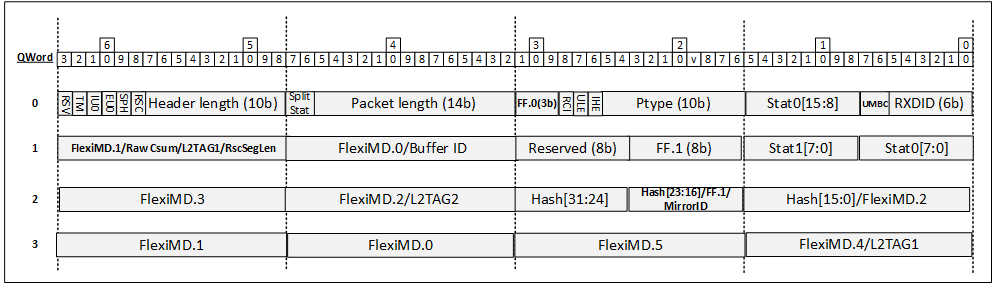 6 5 4 3 2 1 0
QWord 3 2 1 0 9 8 7 6 5 4 3 2 1 0 9 8 7 6 5 4 3 2 1 0 9 8 7 6 5 4 3 2 1 0 9 8 7 6 5 4 3 2 1 0 v 8 7 6 5 4 3 2 1 0 9 8 7 6 5 4 3 2 1 0
0 RSV TM IU0 EU0 SPH RSC Header length (10b) Split Stat Packet length (14b) FF.0(3b) RCI ULE IHE Ptype (10b) Stat0[15:8] UMBC RXDID (6b)
1 FlexiMD.1/Raw Csum/L2TAG1/RscSegLen FlexiMD.0/Buffer ID Reserved (8b) FF.1 (8b) Stat1[7:0] Stat0[7:0]
2 FlexiMD.3 FlexiMD.2/L2TAG2 Hash[31:24] Hash[23:16]/FF.1/MirrorID Hash[15:0]/FlexiMD.2
3 FlexiMD.1 FlexiMD.0 FlexiMD.5 FlexiMD.4/L2TAG1